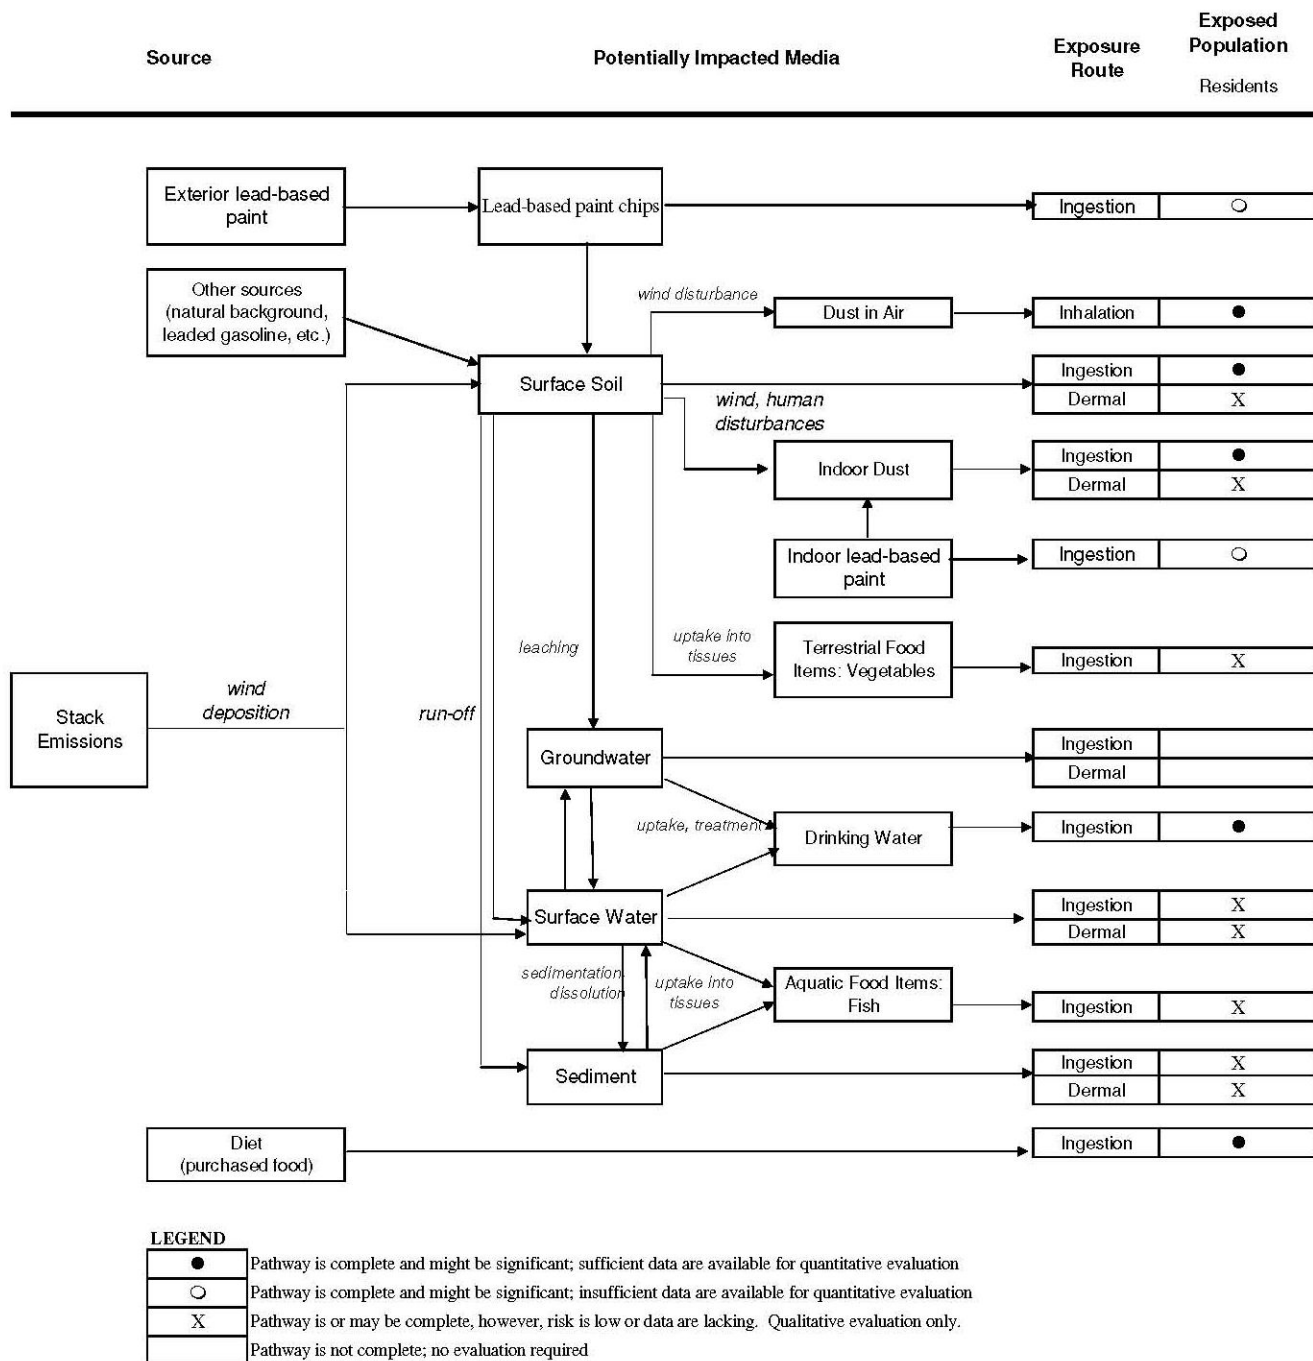 Source
Potentially Impacted Media
Exposure
Route
Exposed
Population
Residents
Exterior lead-based
paint
Lead-based paint chips
Ingestion
Other sources
(natural background,
leaded gasoline, etc.)
wind disturbance
Dust in Air
Inhalation
Surface Soil
Ingestion
Dermal X
wind, human
disturbances
Indoor Dust
Ingestion
Dermal X
Indoor lead-based
paint
Ingestion
leaching
uptake into
tissues
Terrestrial Food
Items: Vegetables
Ingestion X
Stack
Emissions
wind
deposition
run-off
Groundwater
Ingestion
Dermal
uptake, treatment
Drinking Water
Ingestion
Surface Water
Ingestion X
Dermal X
sedimentation,
dissolution
uptake into
tissues
Aquatic Food Items:
Fish
Ingestion X
Sediment
Ingestion X
Dermal X
Diet
(purchased food)
Ingestion
LEGEND
Pathway is complete and might be significant; sufficient data are available for quantitative evaluation
Pathway is complete and might be significant; insufficient data are available for quantitative evaluation
X Pathway is or may be complete, however, risk is low or data are lacking. Qualitative evaluation only.
Pathway is not complete; no evaluation required